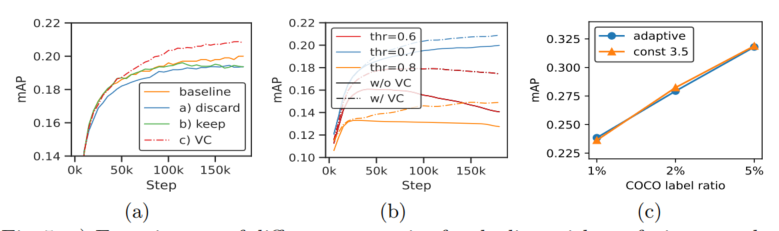 0.22
0.20
0.18
0.16
0.14
mAP
baseline
a) discard
b) keep
c) VC
0k 50k 100k 150k
Step
(a)
0.22
0.20
0.18
0.16
0.14
0.12
0.10
mAP
thr=0.6
thr=0.7
thr=0.8
w/o VC
w/ VC
0k 50k 100k 150k
Step
(b)
0.325
0.300
0.275
0.250
0.225
mAP
adaptive
const 3.5
1% 2% 5%
COCO label ratio
(c)